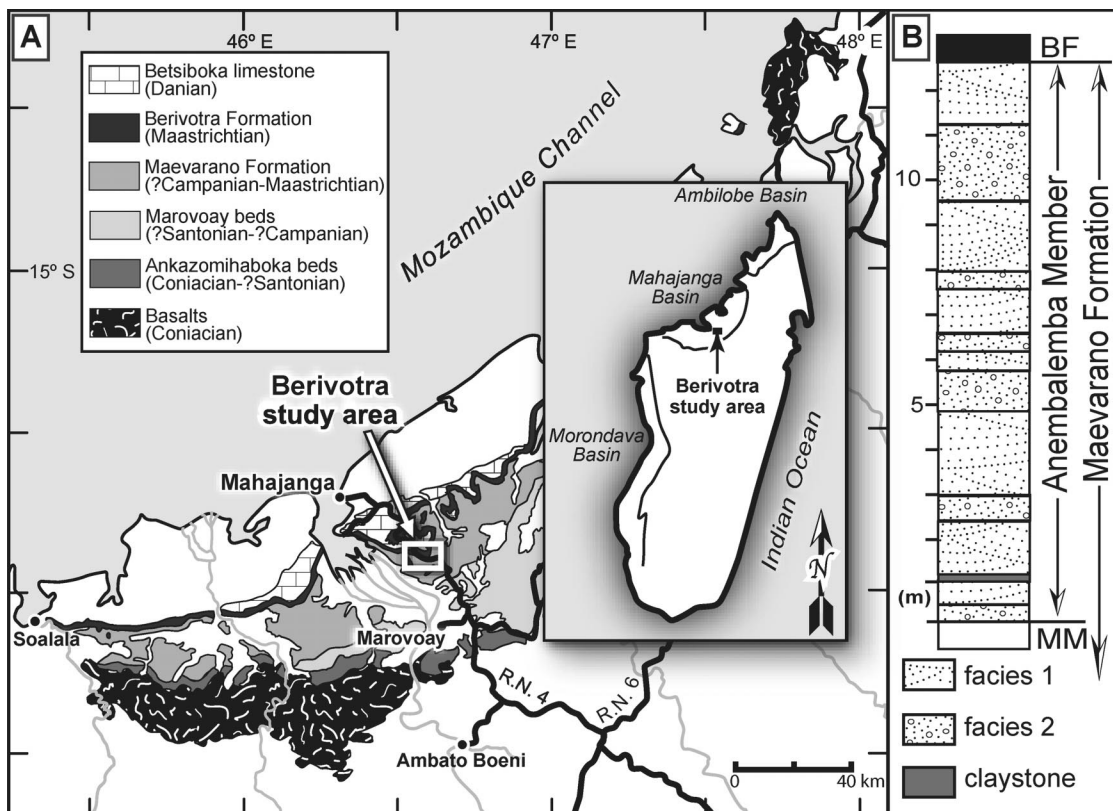 A
46º E
47º E
48º E
15º S
Betsiboka limestone
(Danian)
Berivotra Formation
(Maastrichtian)
Maevarano Formation
(?Campanian-Maastrichtian)
Marovoay beds
(?Santonian-?Campanian)
Ankazomihaboka beds
(Coniacian-?Santonian)
Basalts
(Coniacian)
Mozambique Channel
Berivotra
study area
Mahajanga
Soalala
Marovoay
Ambato Boeni
R.N. 4
R.N. 6
0
40 km
Ambilobe Basin
Mahajanga
Basin
Berivotra
study area
Morondava
Basin
Indian Ocean
N
B
BF
10
5
(m)
MM
Anembalemba Member
Maevarano Formation
facies 1
facies 2
claystone